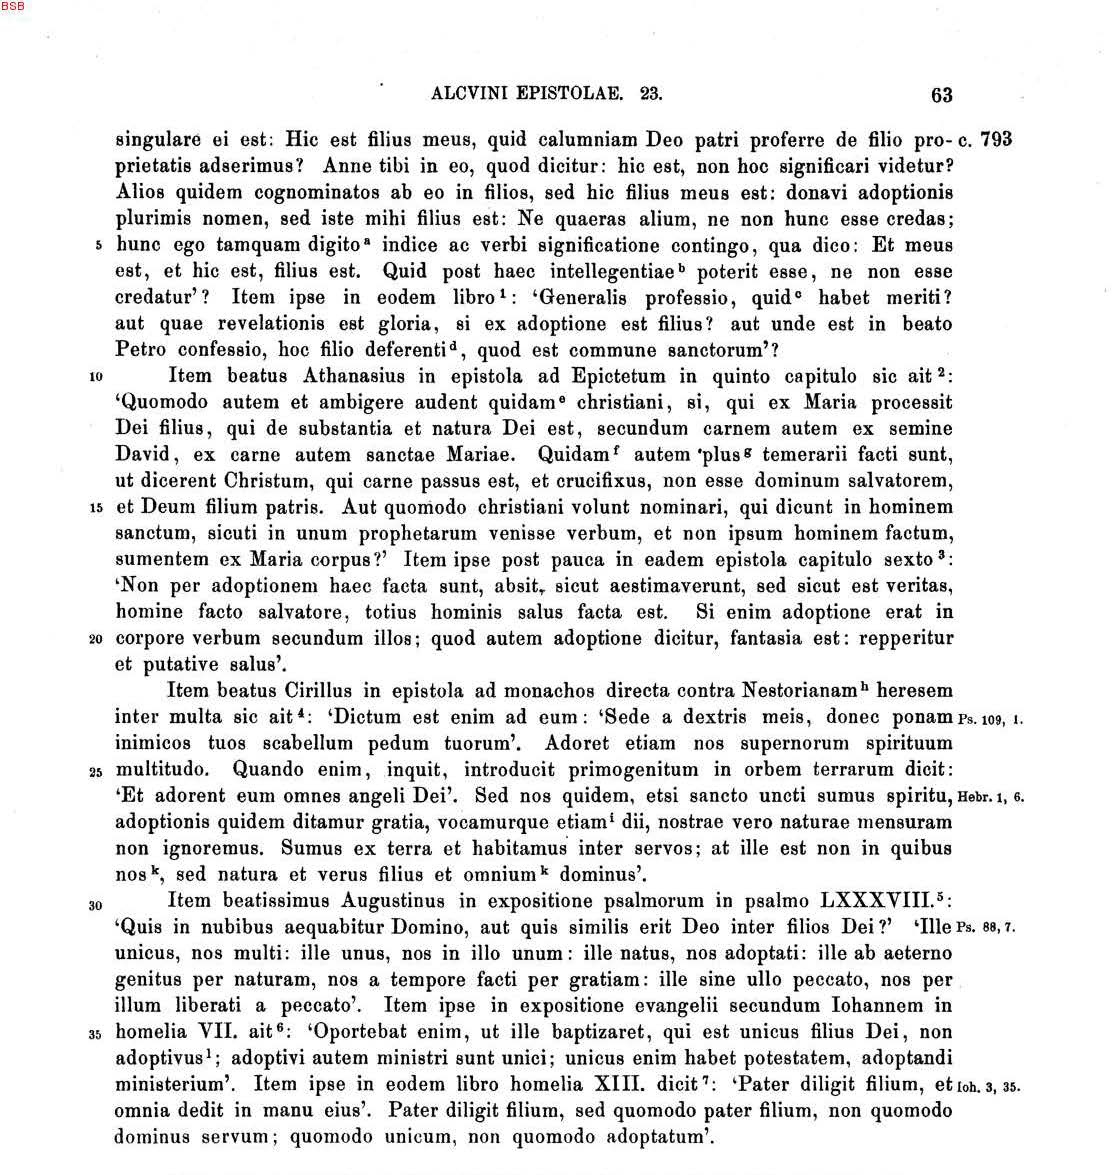 BSB
ALCVINI EPISTOLAE. 23. 63
singulare ei est: Hic est filius meus, quid calumniam Deo patri proferre de filio pro- c. 793
prietatis adserimus? Anne tibi in eo, quod dicitur: hic est, non hoc significari videtur?
Alios quidem cognominatos ab eo in filios, sed hic filius meus est: donavi adoptionis
plurimis nomen, sed iste mihi filius est: Ne quaeras alium, ne non hunc esse credas;
5 hunc ego tamquam digito ᵃ indice ac verbi significatione contingo, qua dico: Et meus
est, et hic est, filius est. Quid post haec intellegentiae ᵇ poterit esse, ne non esse
credatur’? Item ipse in eodem libro ¹: ‘Generalis professio, quid ᶜ habet meriti?
aut quae revelationis est gloria, si ex adoptione est filius? aut unde est in beato
Petro confessio, hoc filio deferenti ᵈ, quod est commune sanctorum’?
10 Item beatus Athanasius in epistola ad Epictetum in quinto capitulo sic ait ²:
‘Quomodo autem et ambigere audent quidam ᵉ christiani, si, qui ex Maria processit
Dei filius, qui de substantia et natura Dei est, secundum carnem autem ex semine
David, ex carne autem sanctae Mariae. Quidam ᶠ autem ‘plus ᵍ temerarii facti sunt,
ut dicerent Christum, qui carne passus est, et crucifixus, non esse dominum salvatorem,
15 et Deum filium patris. Aut quomodo christiani volunt nominari, qui dicunt in hominem
sanctum, sicuti in unum prophetarum venisse verbum, et non ipsum hominem factum,
sumentem ex Maria corpus?’ Item ipse post pauca in eadem epistola capitulo sexto ³:
‘Non per adoptionem haec facta sunt, absit, sicut aestimaverunt, sed sicut est veritas,
homine facto salvatore, totius hominis salus facta est. Si enim adoptione erat in
20 corpore verbum secundum illos; quod autem adoptione dicitur, fantasia est: repperitur
et putative salus’.
Item beatus Cirillus in epistola ad monachos directa contra Nestorianam ʰ heresem
inter multa sic ait ⁴: ‘Dictum est enim ad eum: ‘Sede a dextris meis, donec ponam Ps. 109, 1.
inimicos tuos scabellum pedum tuorum’. Adoret etiam nos supernorum spirituum
25 multitudo. Quando enim, inquit, introducit primogenitum in orbem terrarum dicit:
‘Et adorent eum omnes angeli Dei’. Sed nos quidem, etsi sancto uncti sumus spiritu, Hebr. 1, 6.
adoptionis quidem ditamur gratia, vocamurque etiam ⁱ dii, nostrae vero naturae mensuram
non ignoremus. Sumus ex terra et habitamus inter servos; at ille est non in quibus
nos ᵏ, sed natura et verus filius et omnium ᵏ dominus’.
30 Item beatissimus Augustinus in expositione psalmorum in psalmo LXXXVIII. ⁵:
‘Quis in nubibus aequabitur Domino, aut quis similis erit Deo inter filios Dei?’ ‘Ille Ps. 88, 7.
unicus, nos multi: ille unus, nos in illo unum: ille natus, nos adoptati: ille ab aeterno
genitus per naturam, nos a tempore facti per gratiam: ille sine ullo peccato, nos per
illum liberati a peccato’. Item ipse in expositione evangelii secundum Iohannem in
35 homelia VII. ait ⁶: ‘Oportebat enim, ut ille baptizaret, qui est unicus filius Dei, non
adoptivus ˡ; adoptivi autem ministri sunt unici; unicus enim habet potestatem, adoptandi
ministerium’. Item ipse in eodem libro homelia XIII. dicit ⁷: ‘Pater diligit filium, et Ioh. 3, 35.
omnia dedit in manu eius’. Pater diligit filium, sed quomodo pater filium, non quomodo
dominus servum; quomodo unicum, non quomodo adoptatum’.